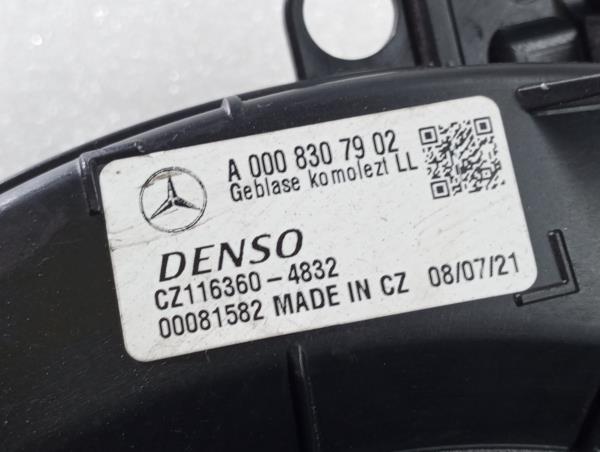 A 000 830 79 02
Geblase komolezt LL
DENSO
CZ116360-4832
00081582 MADE IN CZ 08/07/21